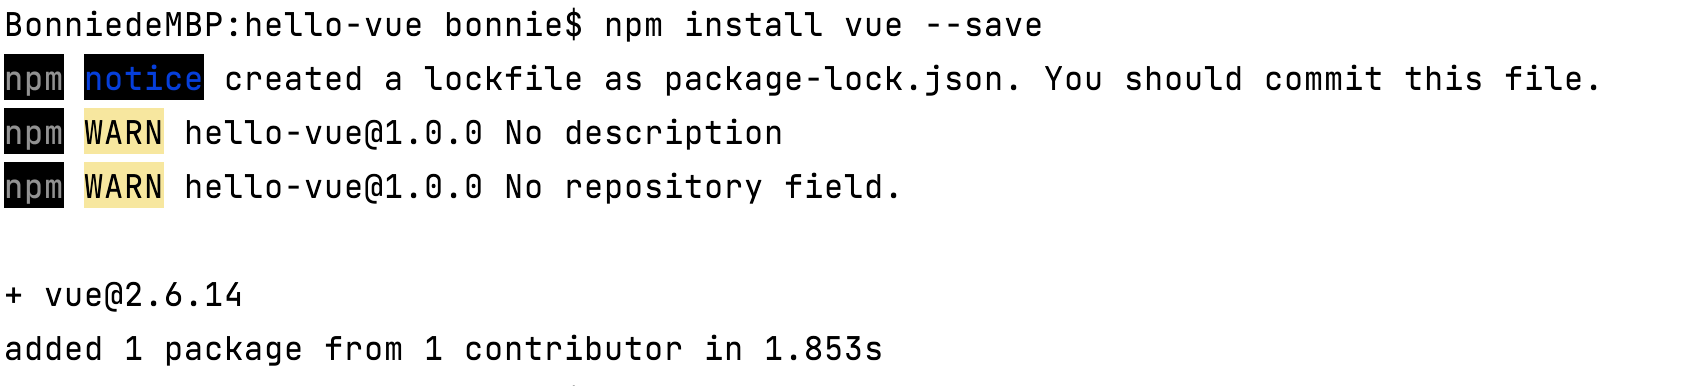 BonniedeMBP:hello-vue bonnie$ npm install vue --save
npm notice created a lockfile as package-lock.json. You should commit this file.
npm WARN hello-vue@1.0.0 No description
npm WARN hello-vue@1.0.0 No repository field.
+ vue@2.6.14
added 1 package from 1 contributor in 1.853s